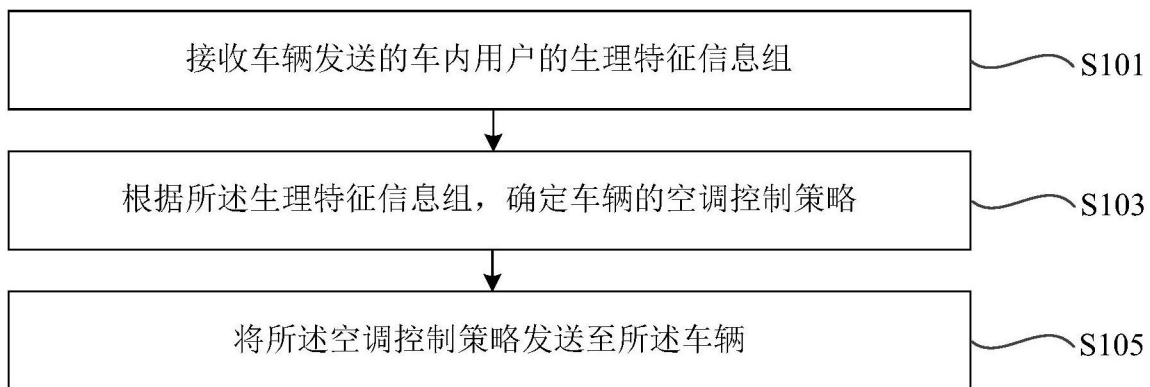 接收车辆发送的车内用户的生理特征信息组
S101
根据所述生理特征信息组，确定车辆的空调控制策略
S103
将所述空调控制策略发送至所述车辆
S105